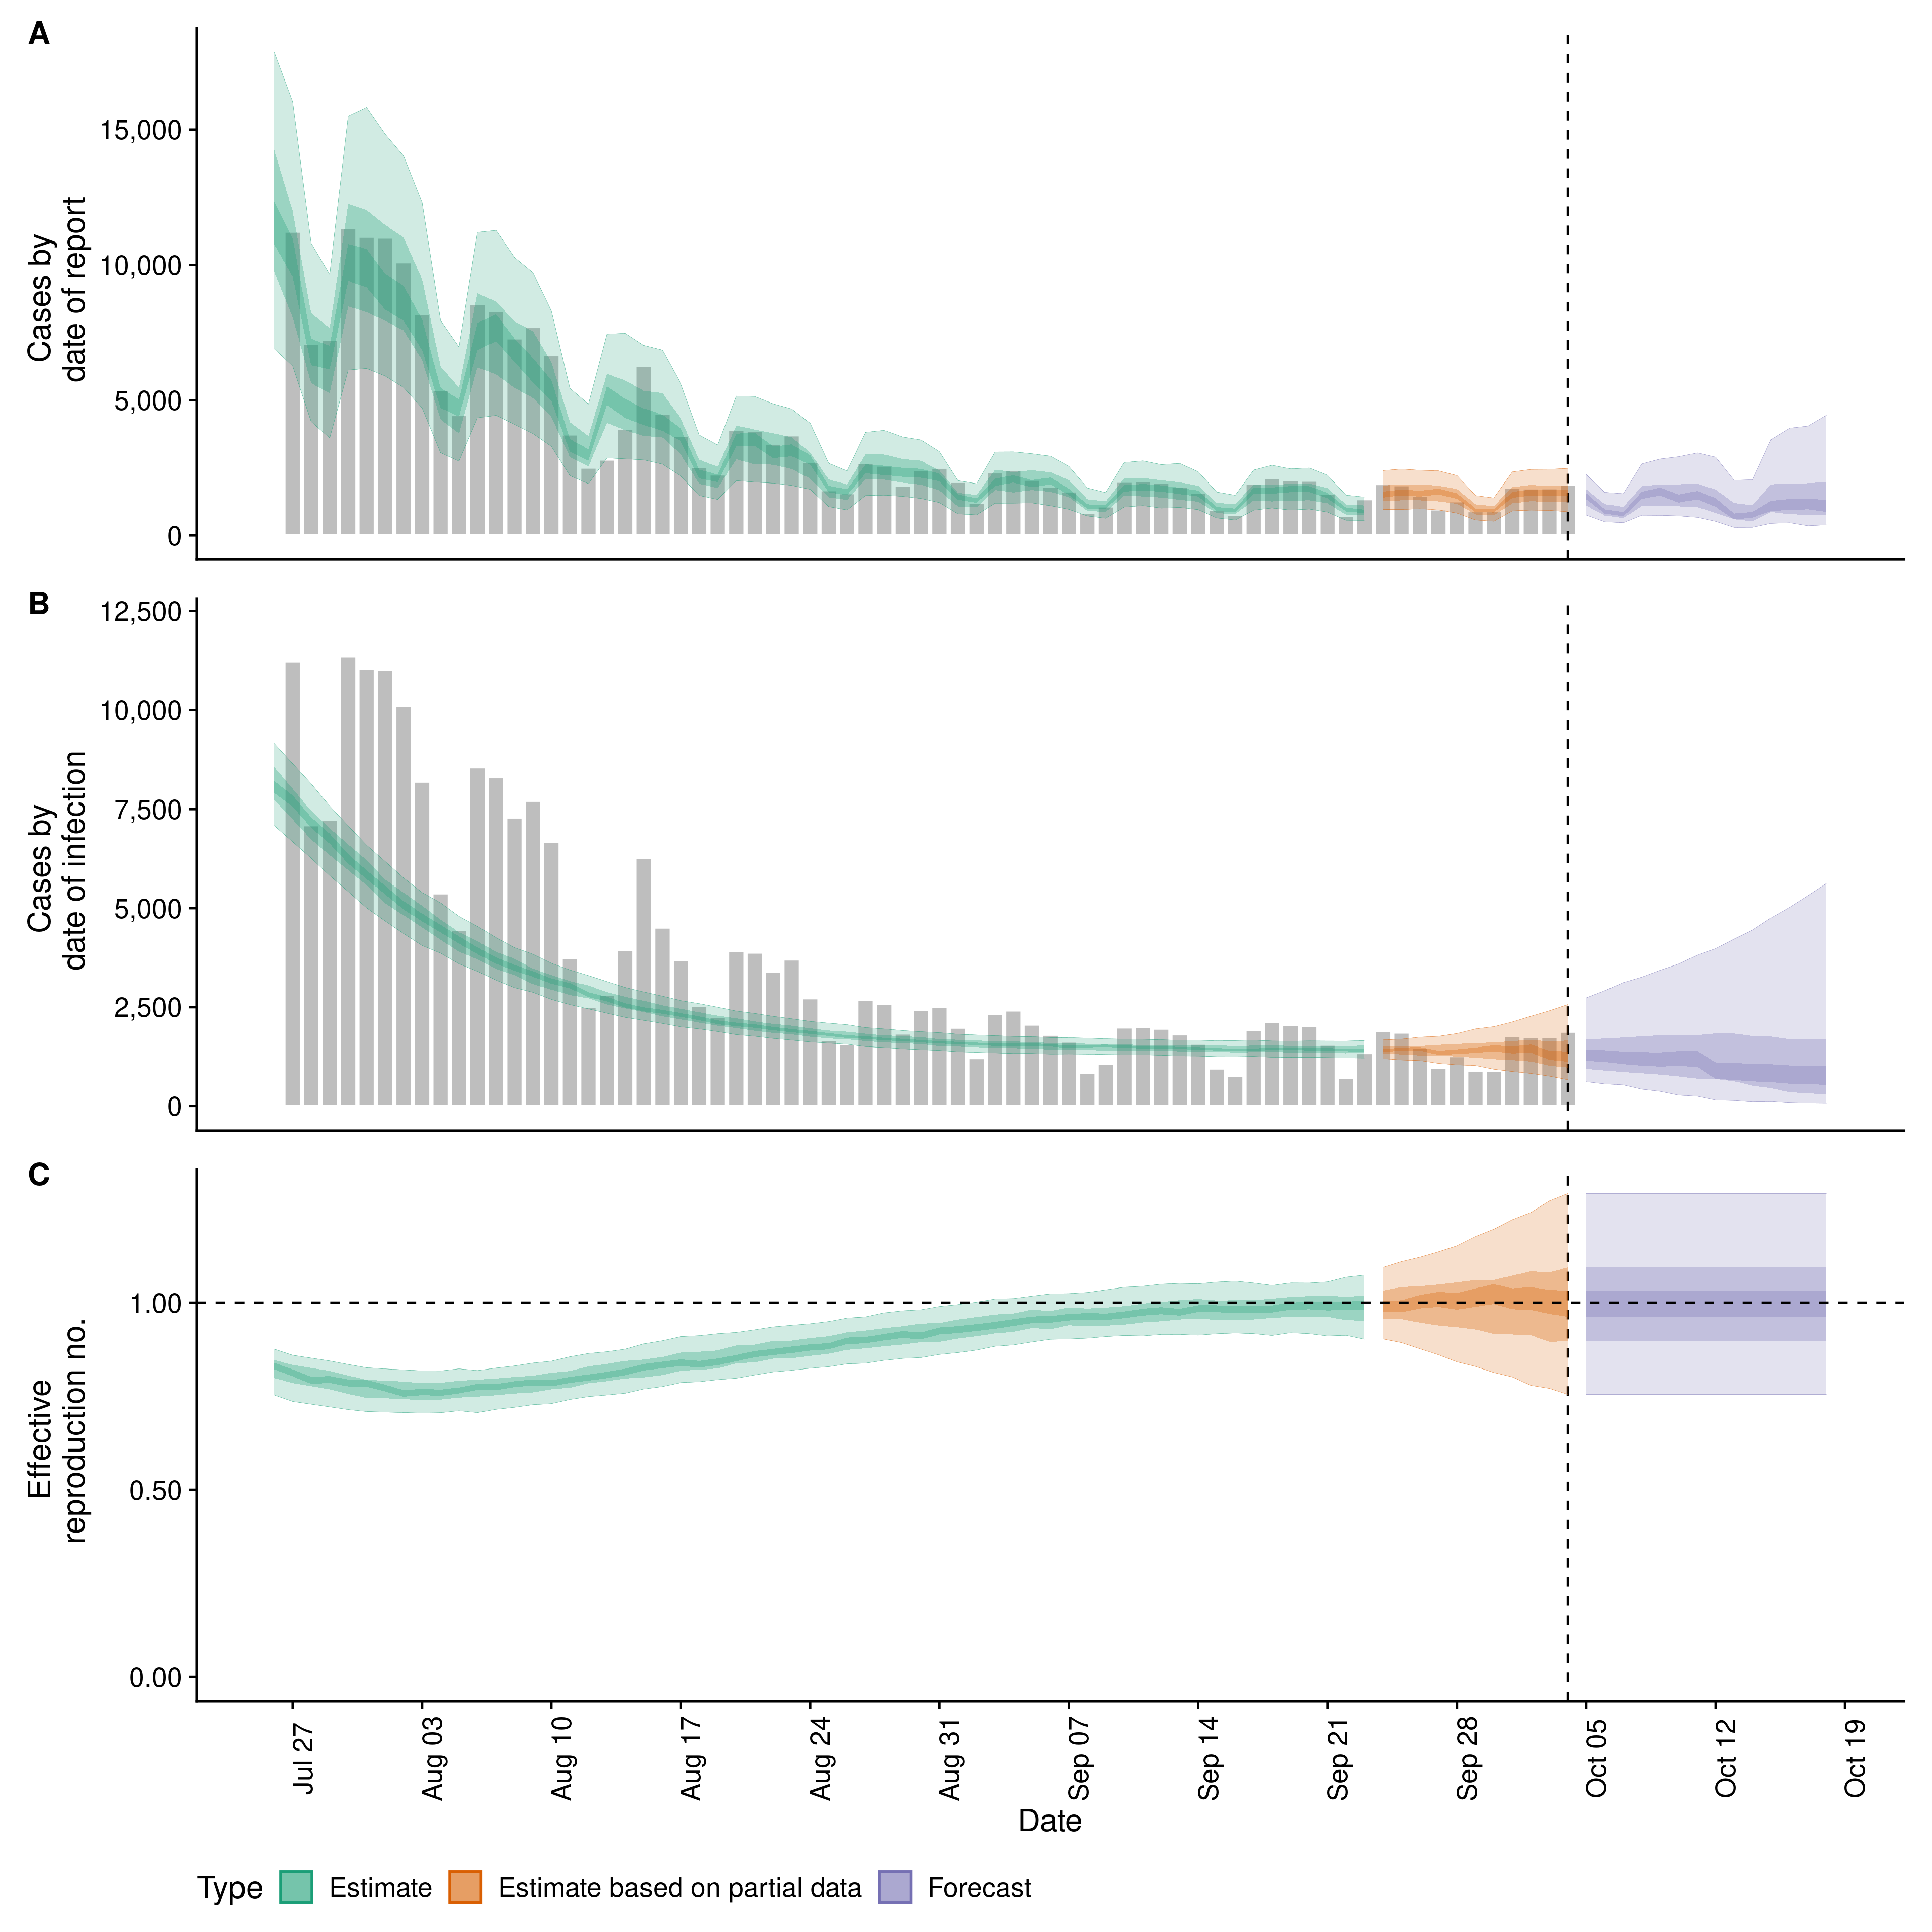 A
Cases by
date of report
15,000
10,000
5,000
0
B
Cases by
date of infection
12,500
10,000
7,500
5,000
2,500
0
C
Effective
reproduction no.
1.00
0.50
0.00
Jul 27
Aug 03
Aug 10
Aug 17
Aug 24
Aug 31
Sep 07
Sep 14
Sep 21
Sep 28
Oct 05
Oct 12
Oct 19
Date
Type Estimate Estimate based on partial data Forecast